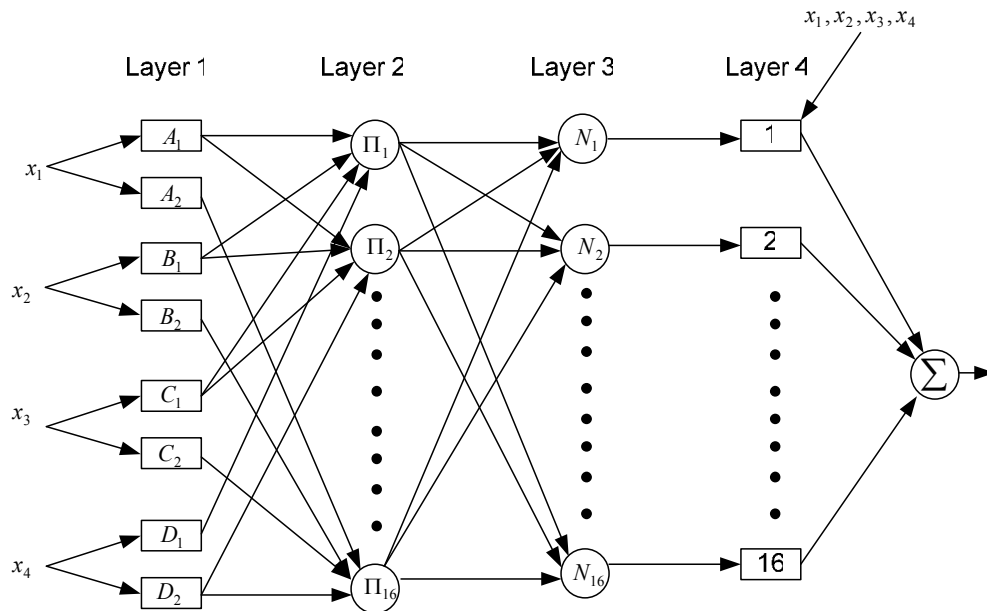 x₁, x₂, x₃, x₄
Layer 1 Layer 2 Layer 3 Layer 4
A₁ Π₁ N₁ 1
x₁
A₂
B₁ Π₂ N₂ 2
x₂
B₂
C₁
x₃ Σ
C₂
D₁
x₄
D₂ Π₁₆ N₁₆ 16